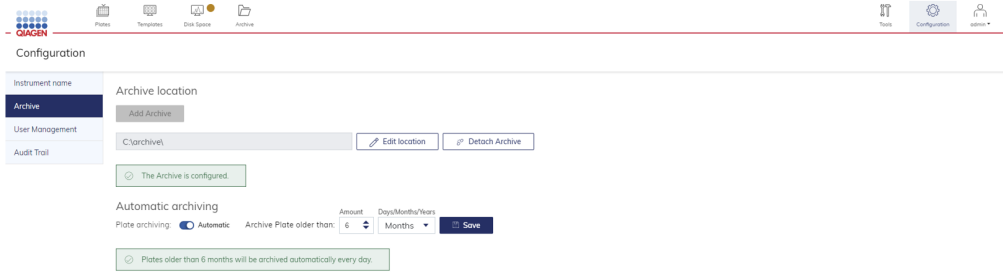 Plates Templates Disk Space Archive Tools Configuration admin
QIAGEN
Configuration
Instrument name
Archive
User Management
Audit Trail
Archive location
Add Archive
C:\archive\ Edit location Detach Archive
The Archive is configured.
Automatic archiving
Amount Days/Months/Years
Plate archiving: Automatic Archive Plate older than: 6 Months Save
Plates older than 6 months will be archived automatically every day.